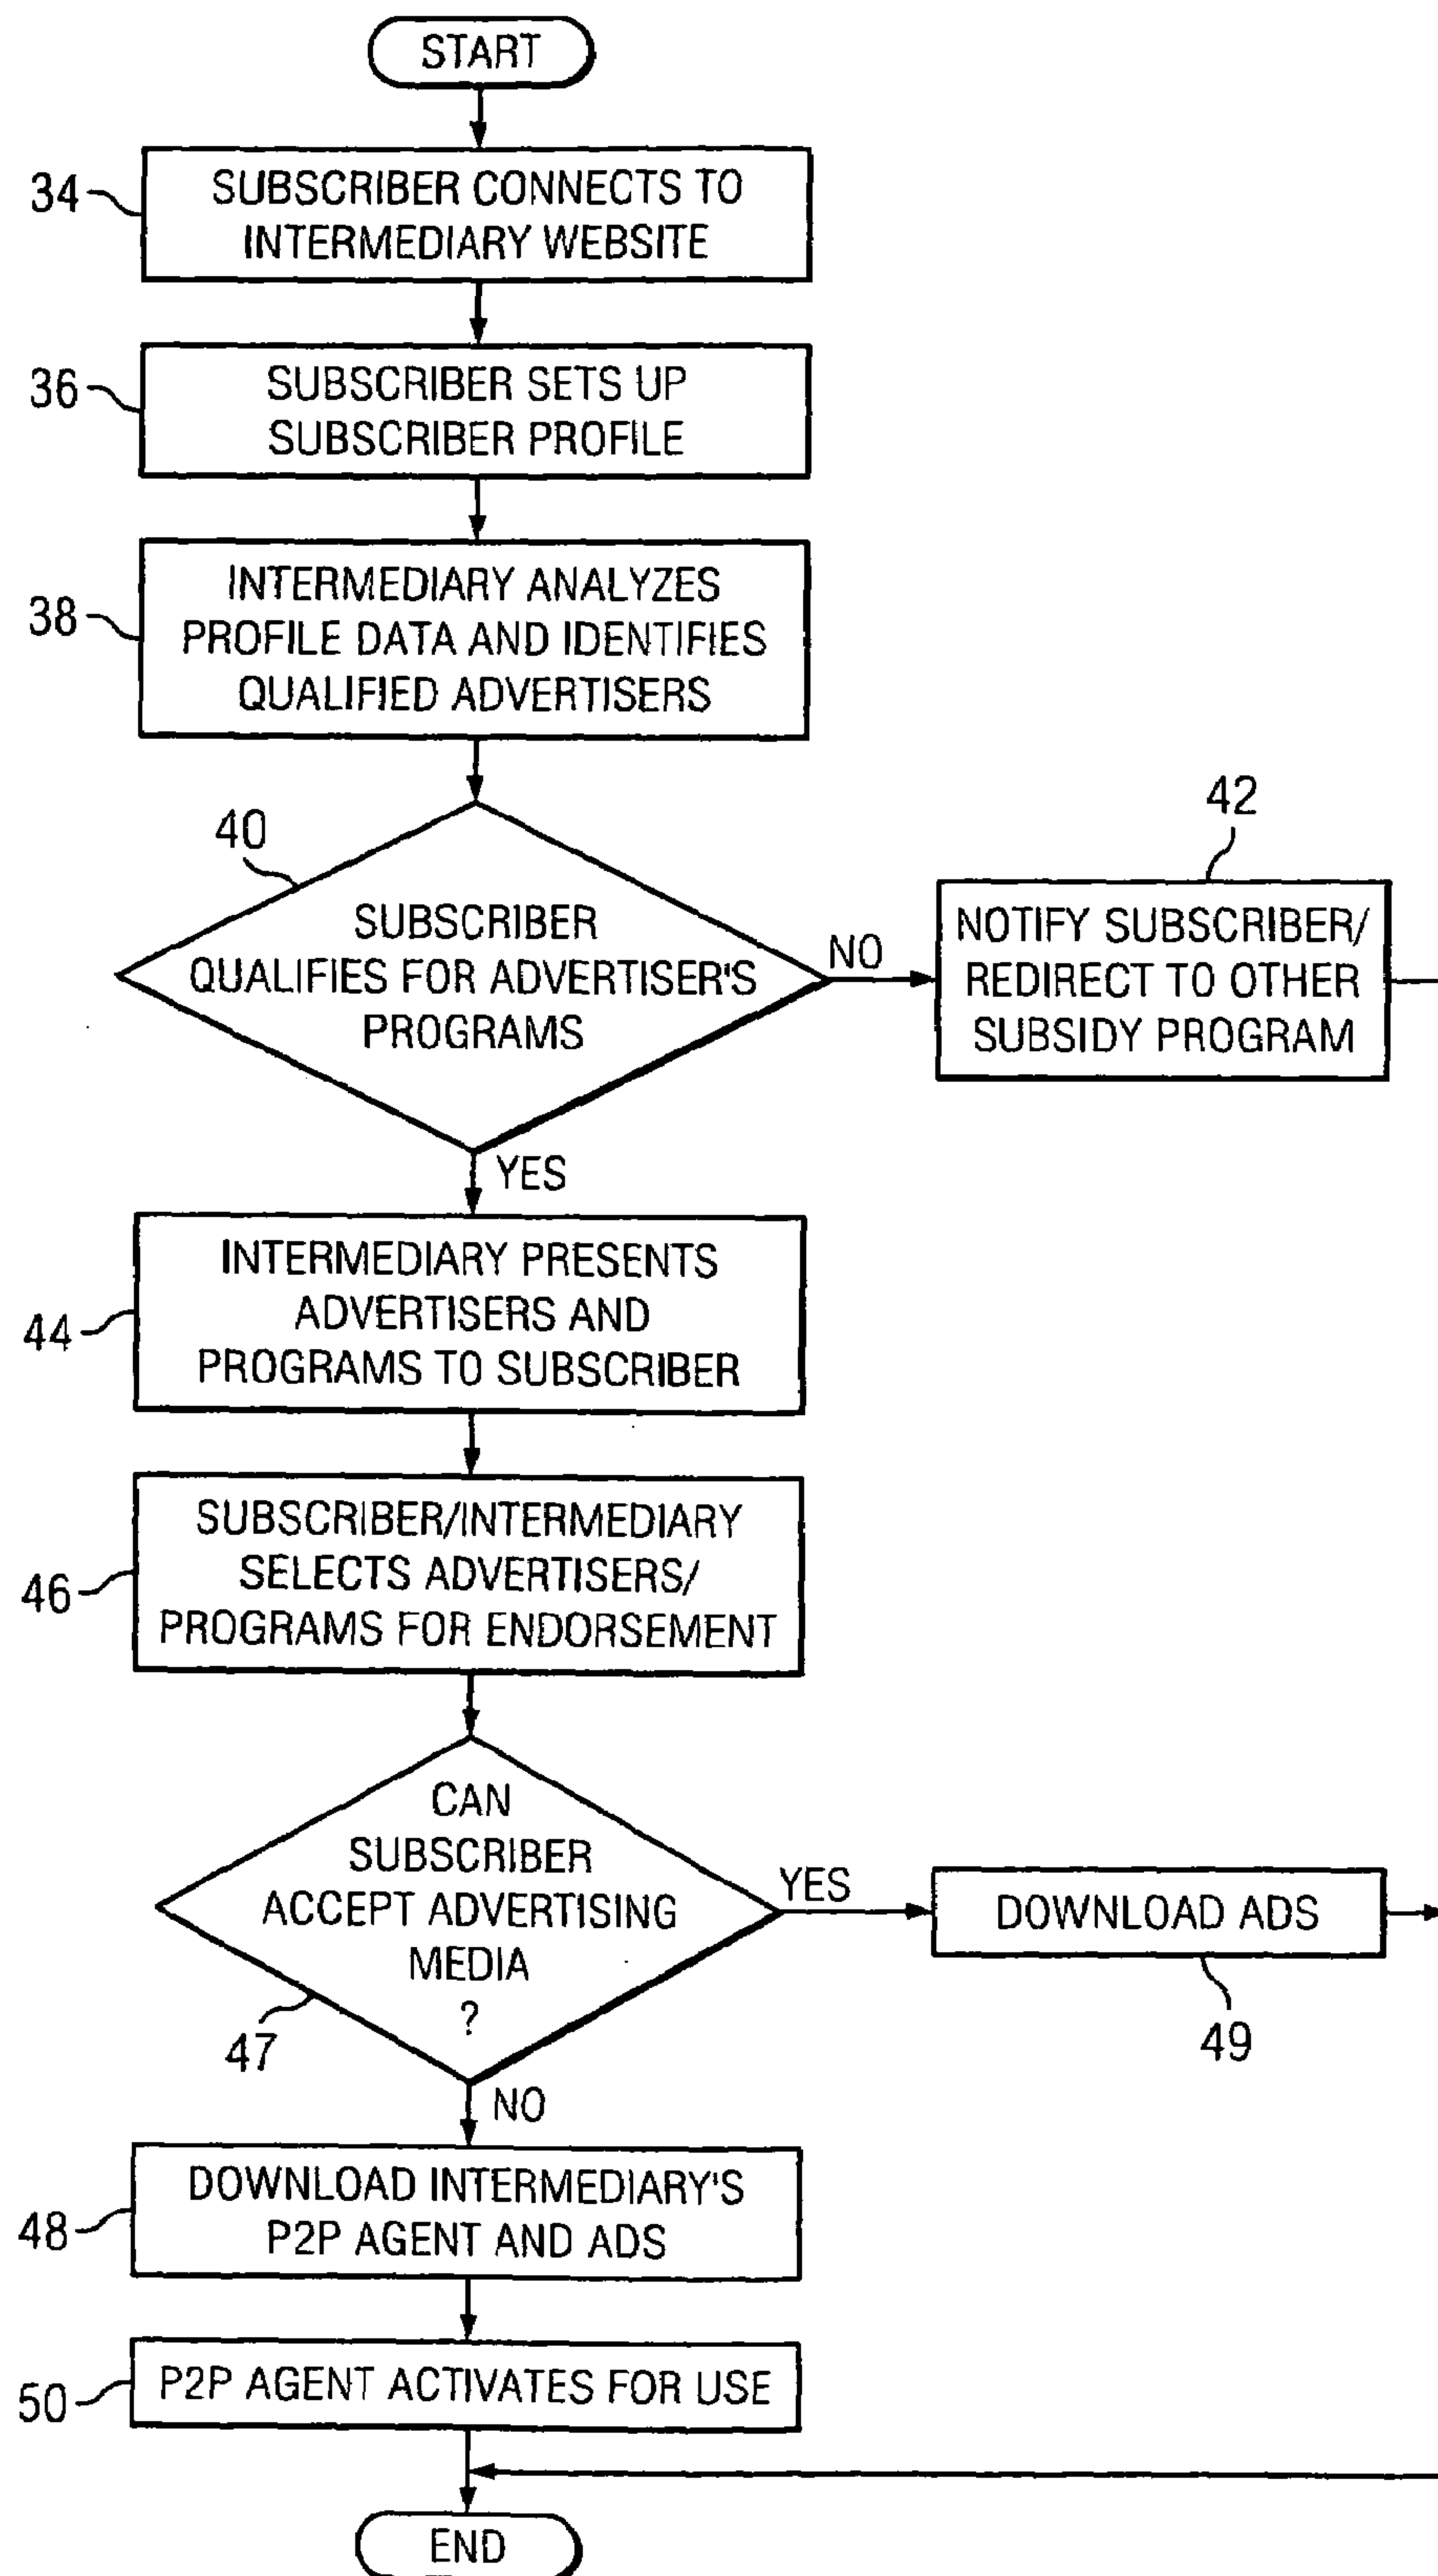 START
34
SUBSCRIBER CONNECTS TO
INTERMEDIARY WEBSITE
36
SUBSCRIBER SETS UP
SUBSCRIBER PROFILE
38
INTERMEDIARY ANALYZES
PROFILE DATA AND IDENTIFIES
QUALIFIED ADVERTISERS
40
SUBSCRIBER
QUALIFIES FOR ADVERTISER'S
PROGRAMS
NO
42
NOTIFY SUBSCRIBER/
REDIRECT TO OTHER
SUBSIDY PROGRAM
YES
44
INTERMEDIARY PRESENTS
ADVERTISERS AND
PROGRAMS TO SUBSCRIBER
46
SUBSCRIBER/INTERMEDIARY
SELECTS ADVERTISERS/
PROGRAMS FOR ENDORSEMENT
CAN
SUBSCRIBER
ACCEPT ADVERTISING
MEDIA
?
47
YES
DOWNLOAD ADS
49
NO
48
DOWNLOAD INTERMEDIARY'S
P2P AGENT AND ADS
50
P2P AGENT ACTIVATES FOR USE
END